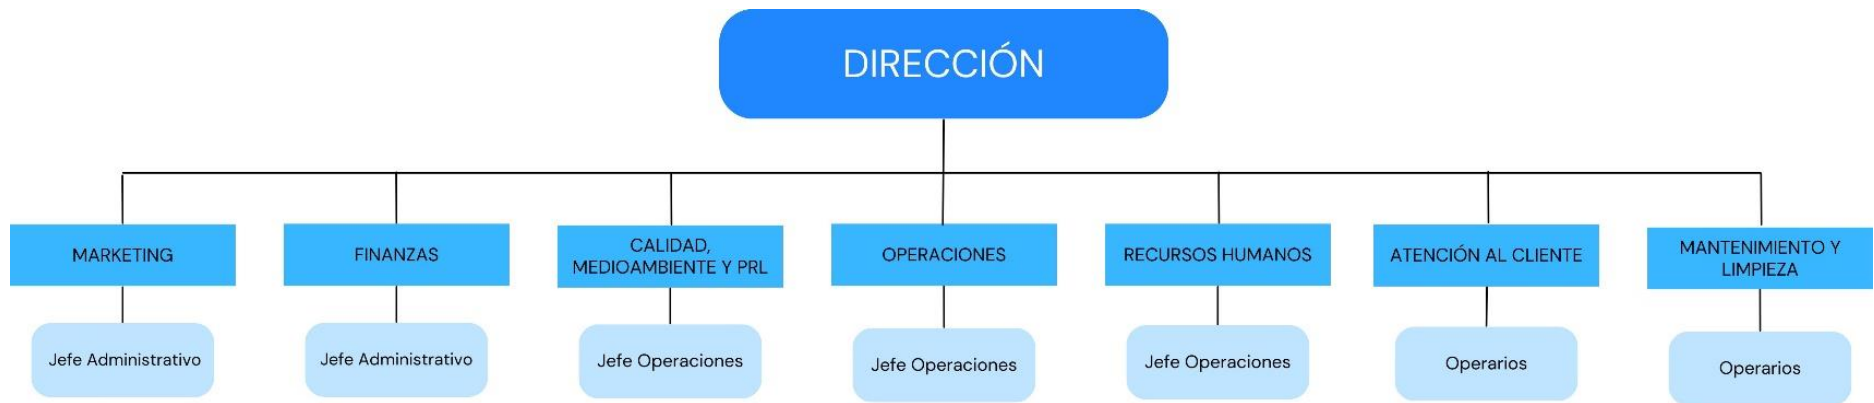 DIRECCIÓN
MARKETING
FINANZAS
CALIDAD,
MEDIOAMBIENTE Y PRL
OPERACIONES
RECURSOS HUMANOS
ATENCIÓN AL CLIENTE
MANTENIMIENTO Y
LIMPIEZA
Jefe Administrativo
Jefe Administrativo
Jefe Operaciones
Jefe Operaciones
Jefe Operaciones
Operarios
Operarios